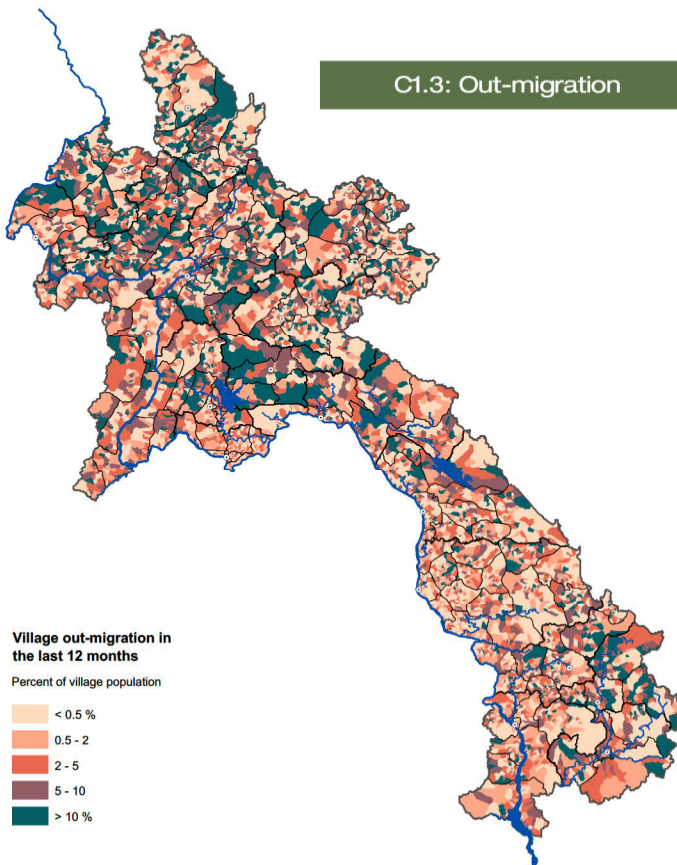 C1.3: Out-migration
Village out-migration in
the last 12 months
Percent of village population
< 0.5 %
0.5 - 2
2 - 5
5 - 10
> 10 %